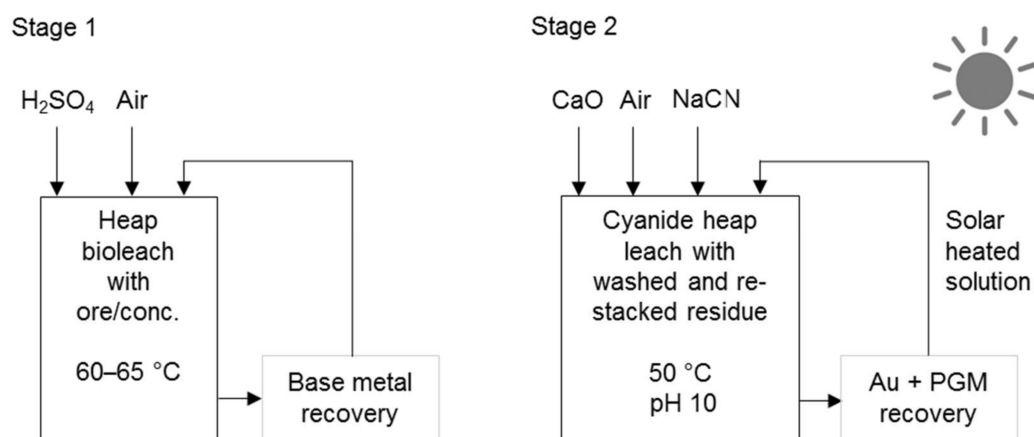 Stage 1
H₂SO₄ Air
Heap
bioleach
with
ore/conc.
60–65 °C
Base metal
recovery
Stage 2
CaO Air NaCN
Cyanide heap
leach with
washed and re-
stacked residue
50 °C
pH 10
Solar
heated
solution
Au + PGM
recovery